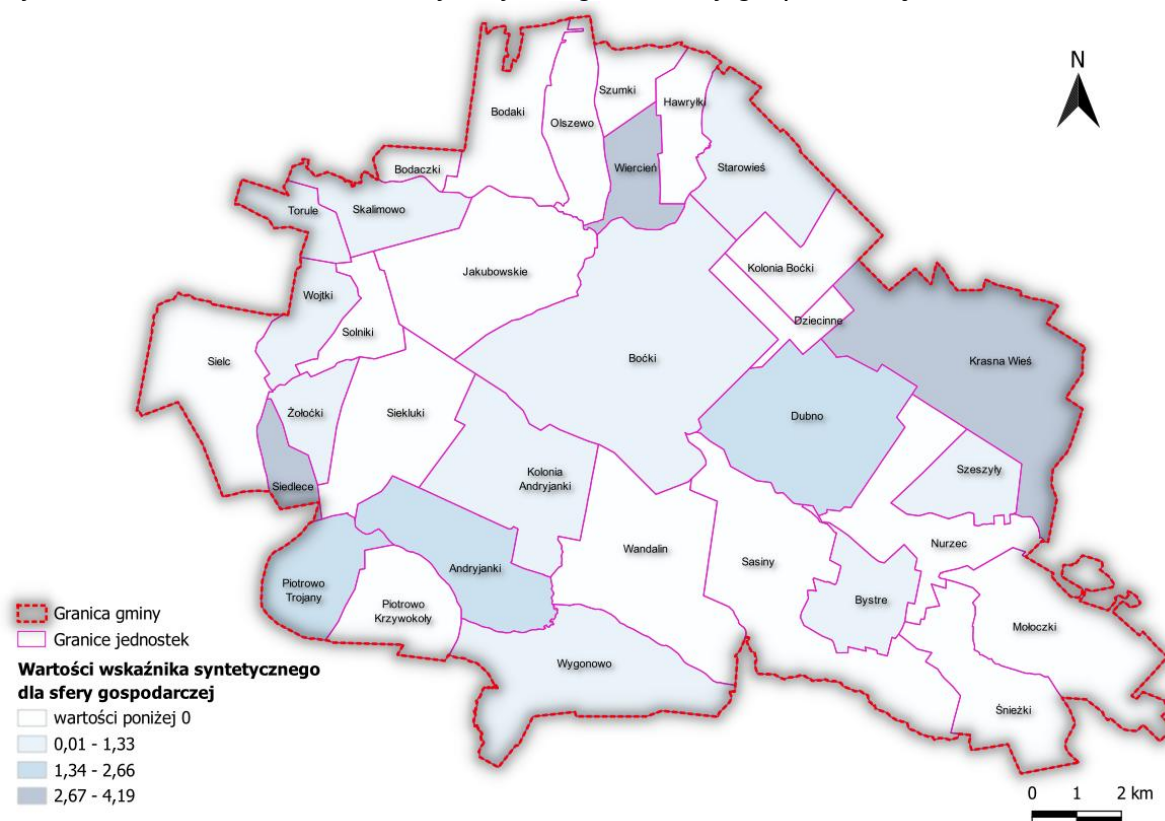 N
Szumki
Hawryłki
Bodaki
Olszewo
Wiercień
Starowieś
Bodaczki
Torule
Skalimowo
Jakubowskie
Kolonia Boćki
Wojtki
Solniki
Dziecinne
Sielc
Boćki
Krasna Wieś
Żołoćki
Siekluki
Dubno
Kolonia
Andryjanki
Szeszyły
Siedlece
Wandalin
Nurzec
Sasiny
Andryjanki
Piotrowo
Trojany
Bystre
Piotrowo
Krzywokoły
Mołoczki
Wygonowo
Śnieżki
Granica gminy
Granice jednostek
Wartości wskaźnika syntetycznego
dla sfery gospodarczej
wartości poniżej 0
0,01 - 1,33
1,34 - 2,66
2,67 - 4,19
0 1 2 km